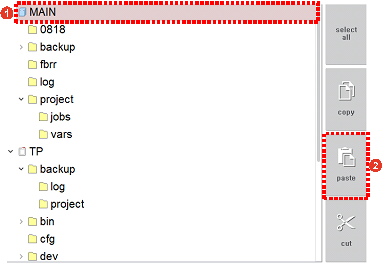 1 MAIN
0818
backup
fbrr
log
project
jobs
vars
TP
backup
log
project
bin
cfg
dev
select
all
copy
2
paste
cut